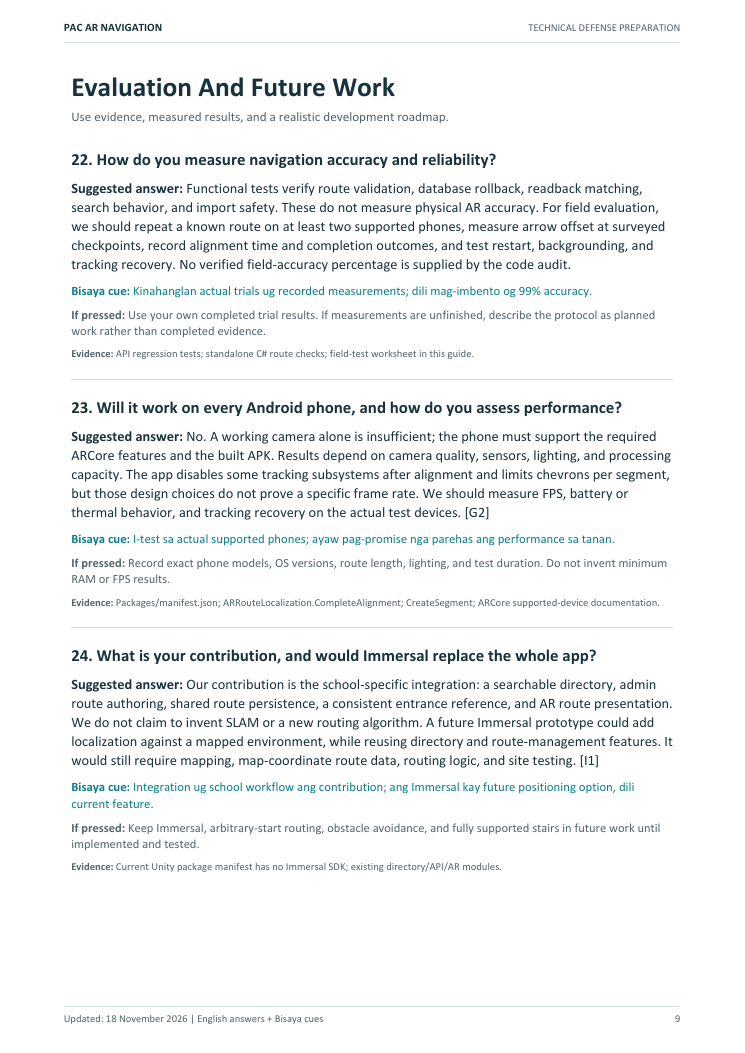 PAC AR NAVIGATION
TECHNICAL DEFENSE PREPARATION
Evaluation And Future Work
Use evidence, measured results, and a realistic development roadmap.
22. How do you measure navigation accuracy and reliability?
Suggested answer: Functional tests verify route validation, database rollback, readback matching,
search behavior, and import safety. These do not measure physical AR accuracy. For field evaluation,
we should repeat a known route on at least two supported phones, measure arrow offset at surveyed
checkpoints, record alignment time and completion outcomes, and test restart, backgrounding, and
tracking recovery. No verified field-accuracy percentage is supplied by the code audit.
Bisaya cue: Kinahanglan actual trials ug recorded measurements; dili mag-imbento og 99% accuracy.
If pressed: Use your own completed trial results. If measurements are unfinished, describe the protocol as planned
work rather than completed evidence.
Evidence: API regression tests; standalone C# route checks; field-test worksheet in this guide.
23. Will it work on every Android phone, and how do you assess performance?
Suggested answer: No. A working camera alone is insufficient; the phone must support the required
ARCore features and the built APK. Results depend on camera quality, sensors, lighting, and processing
capacity. The app disables some tracking subsystems after alignment and limits chevrons per segment,
but those design choices do not prove a specific frame rate. We should measure FPS, battery or
thermal behavior, and tracking recovery on the actual test devices. [G2]
Bisaya cue: I-test sa actual supported phones; ayaw pag-promise nga parehas ang performance sa tanan.
If pressed: Record exact phone models, OS versions, route length, lighting, and test duration. Do not invent minimum
RAM or FPS results.
Evidence: Packages/manifest.json; ARRouteLocalization.CompleteAlignment; CreateSegment; ARCore supported-device documentation.
24. What is your contribution, and would Immersal replace the whole app?
Suggested answer: Our contribution is the school-specific integration: a searchable directory, admin
route authoring, shared route persistence, a consistent entrance reference, and AR route presentation.
We do not claim to invent SLAM or a new routing algorithm. A future Immersal prototype could add
localization against a mapped environment, while reusing directory and route-management features. It
would still require mapping, map-coordinate route data, routing logic, and site testing. [I1]
Bisaya cue: Integration ug school workflow ang contribution; ang Immersal kay future positioning option, dili
current feature.
If pressed: Keep Immersal, arbitrary-start routing, obstacle avoidance, and fully supported stairs in future work until
implemented and tested.
Evidence: Current Unity package manifest has no Immersal SDK; existing directory/API/AR modules.
Updated: 18 November 2026 | English answers + Bisaya cues
9